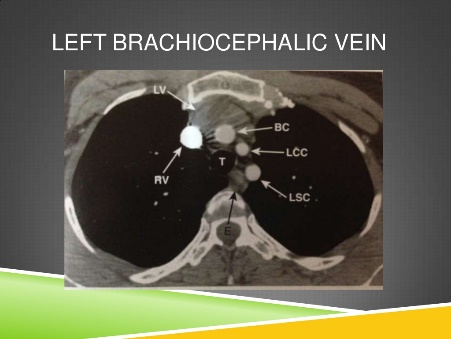 LEFT BRACHIOCEPHALIC VEIN
LV
BC
LCC
T
RV
LSC
E